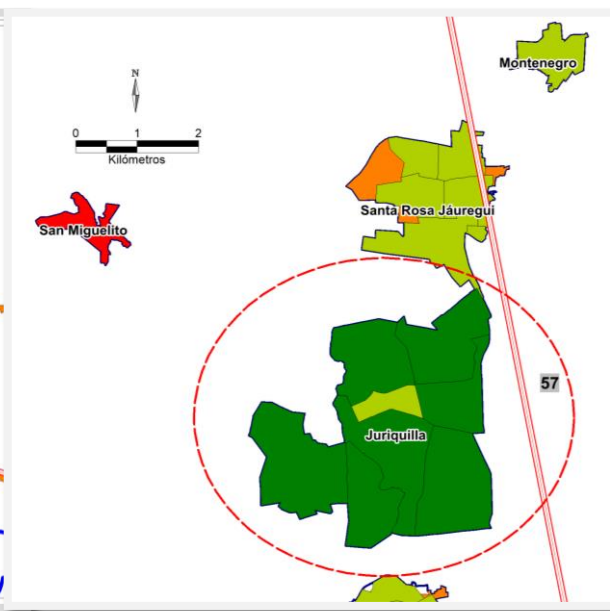 Montenegro
N
0 1 2
Kilómetros
Santa Rosa Jáuregui
San Miguelito
57
Juriquilla